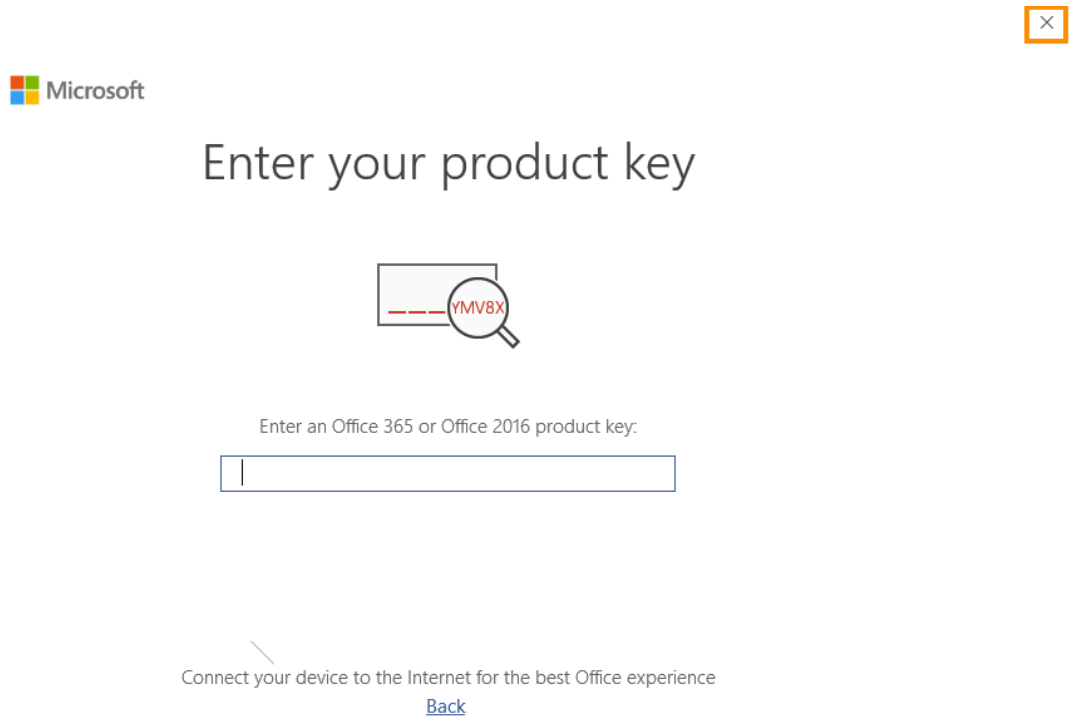 Microsoft
Enter your product key
___YMV8X
Enter an Office 365 or Office 2016 product key:
Connect your device to the Internet for the best Office experience
Back